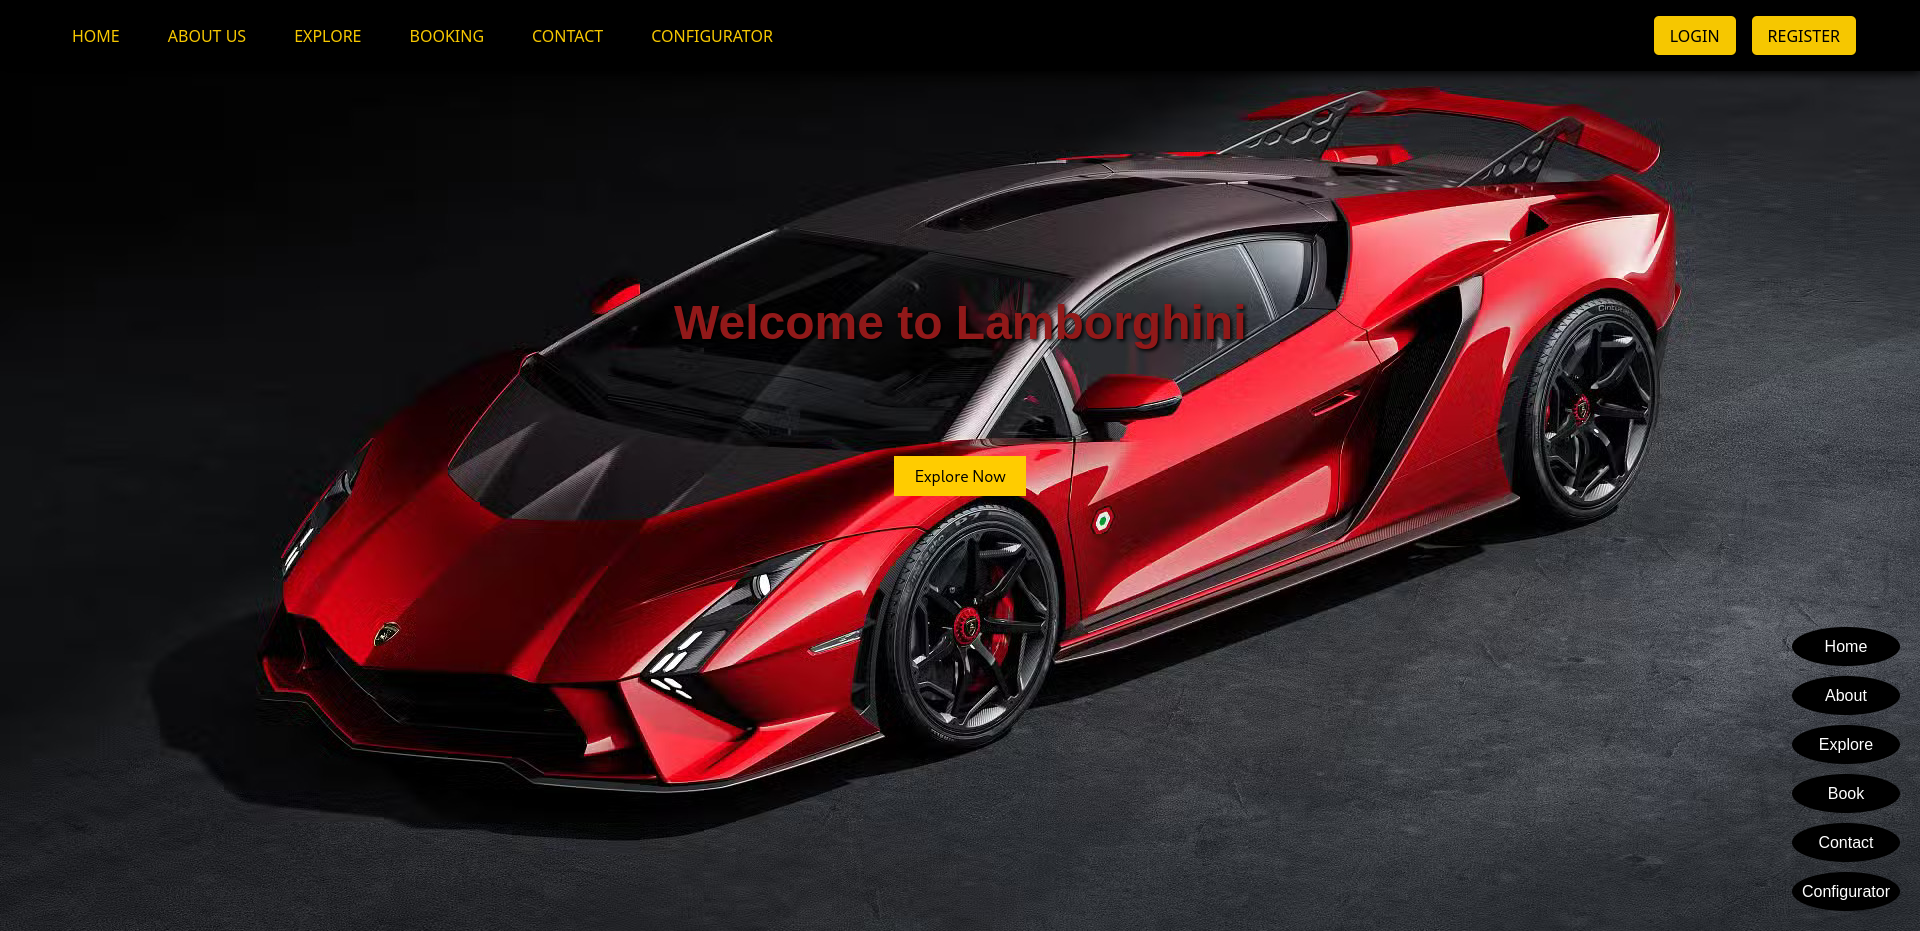 HOME ABOUT US EXPLORE BOOKING CONTACT CONFIGURATOR LOGIN REGISTER
Welcome to Lamborghini
Explore Now
Home
About
Explore
Book
Contact
Configurator